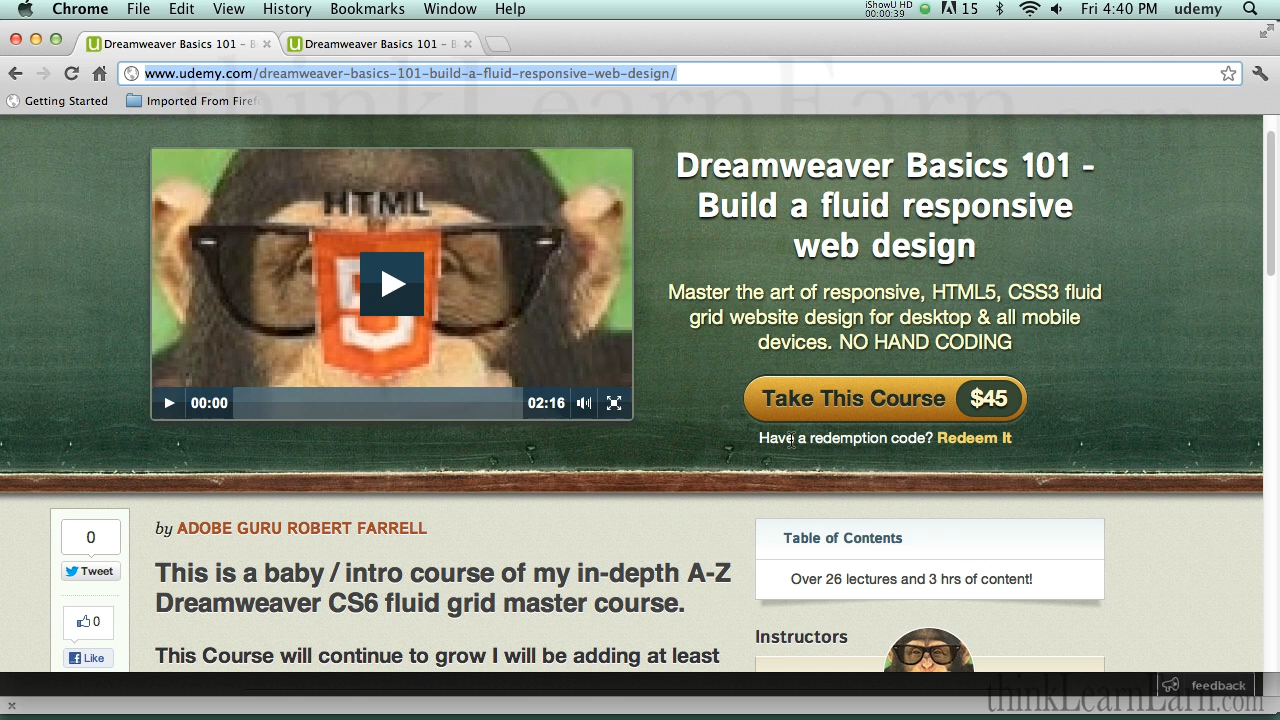 Chrome File Edit View History Bookmarks Window Help iShowU HD 00:00:39 15 Fri 4:40 PM udemy
Dreamweaver Basics 101 - B Dreamweaver Basics 101 - B
www.udemy.com/dreamweaver-basics-101-build-a-fluid-responsive-web-design/
Getting Started Imported From Firef
thinkLearnEarn.com
HTML
5
00:00 02:16
Dreamweaver Basics 101 -
Build a fluid responsive
web design
Master the art of responsive, HTML5, CSS3 fluid
grid website design for desktop & all mobile
devices. NO HAND CODING
Take This Course $45
Have a redemption code? Redeem It
0
Tweet
0
Like
by ADOBE GURU ROBERT FARRELL
This is a baby / intro course of my in-depth A-Z
Dreamweaver CS6 fluid grid master course.
This Course will continue to grow I will be adding at least
Table of Contents
Over 26 lectures and 3 hrs of content!
Instructors
feedback
thinkLearnEarn.com